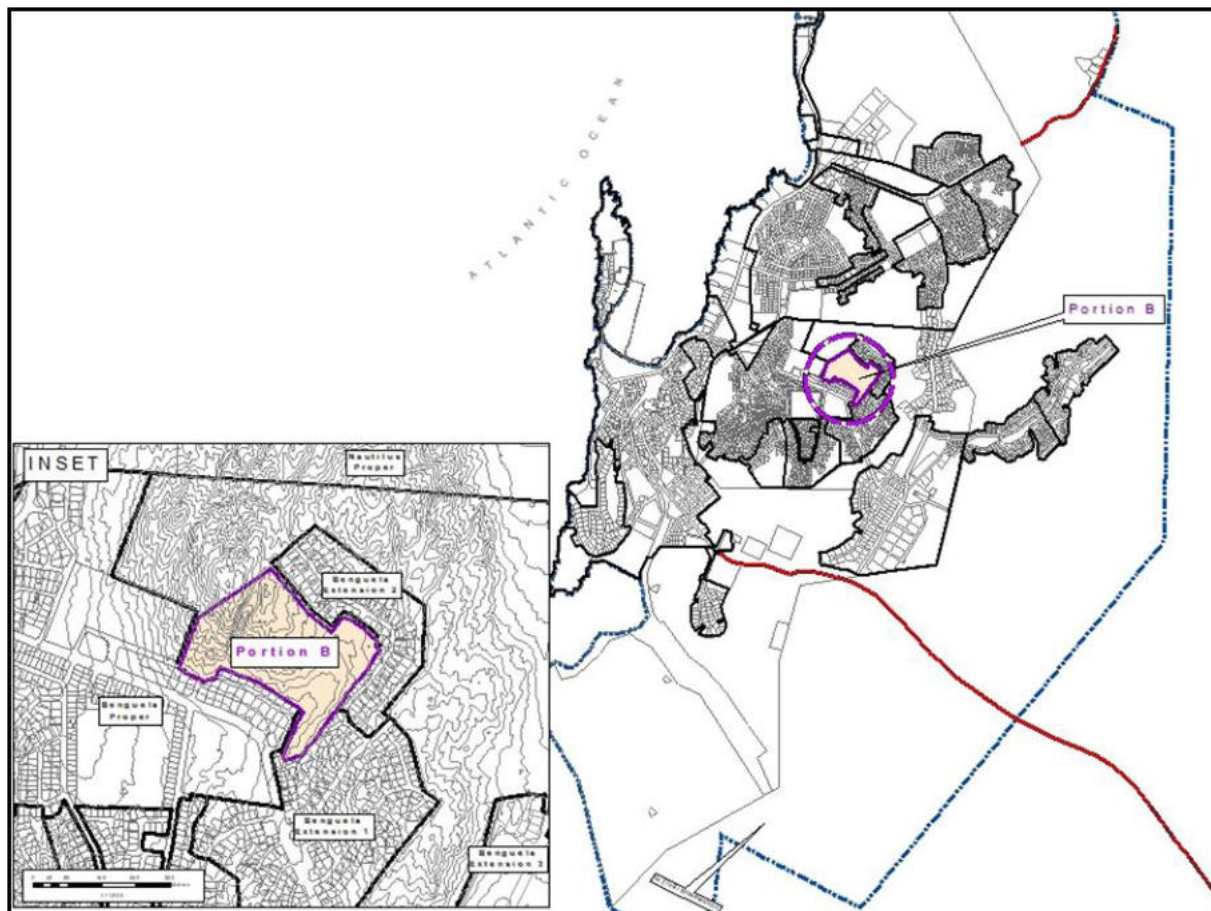 ATLANTIC OCEAN
Portion B
INSET
Nautilus
Proper
Benguela
Extension 2
Portion B
Benguela
Proper
Benguela
Extension 1
Benguela
Extension 3